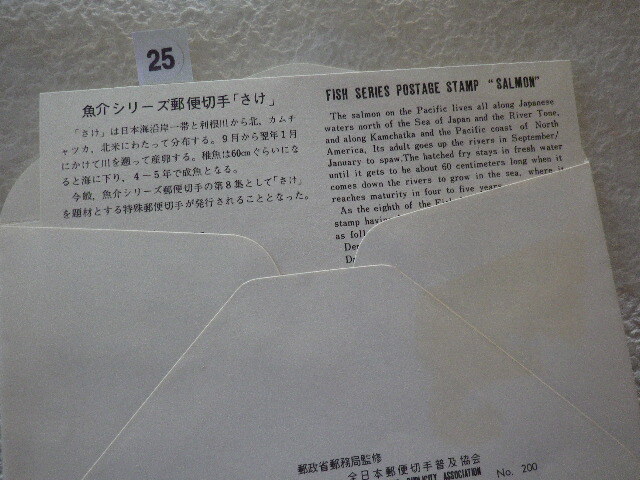 25
魚介シリーズ郵便切手「さけ」
「さけ」は日本海沿岸一帯と利根川から北, カムチ
ャツカ, 北米にわたって分布する。9月から翌年1月
にかけて川を遡って産卵する。稚魚は60cmぐらいにな
ると海に下り, 4〜5年で成魚となる。
今般, 魚介シリーズ郵便切手の第8集として「さけ」
を題材とする特殊郵便切手が発行されることとなった。
FISH SERIES POSTAGE STAMP "SALMON"
The salmon on the Pacific lives all along Japanese
waters north of the Sea of Japan and the River Tone,
and along Kamchatka and the Pacific coast of North
America. Its adult goes up the rivers in September/
January to spaw. The hatched fry stays in fresh water
until it gets to be about 60 centimeters long when it
comes down the rivers to grow in the sea, where it
reaches maturity in four to five years.
As the eighth of the
stamp having
as
郵政省郵務局監修
全日本郵便切手普及協会
ASSOCIATION
No. 200